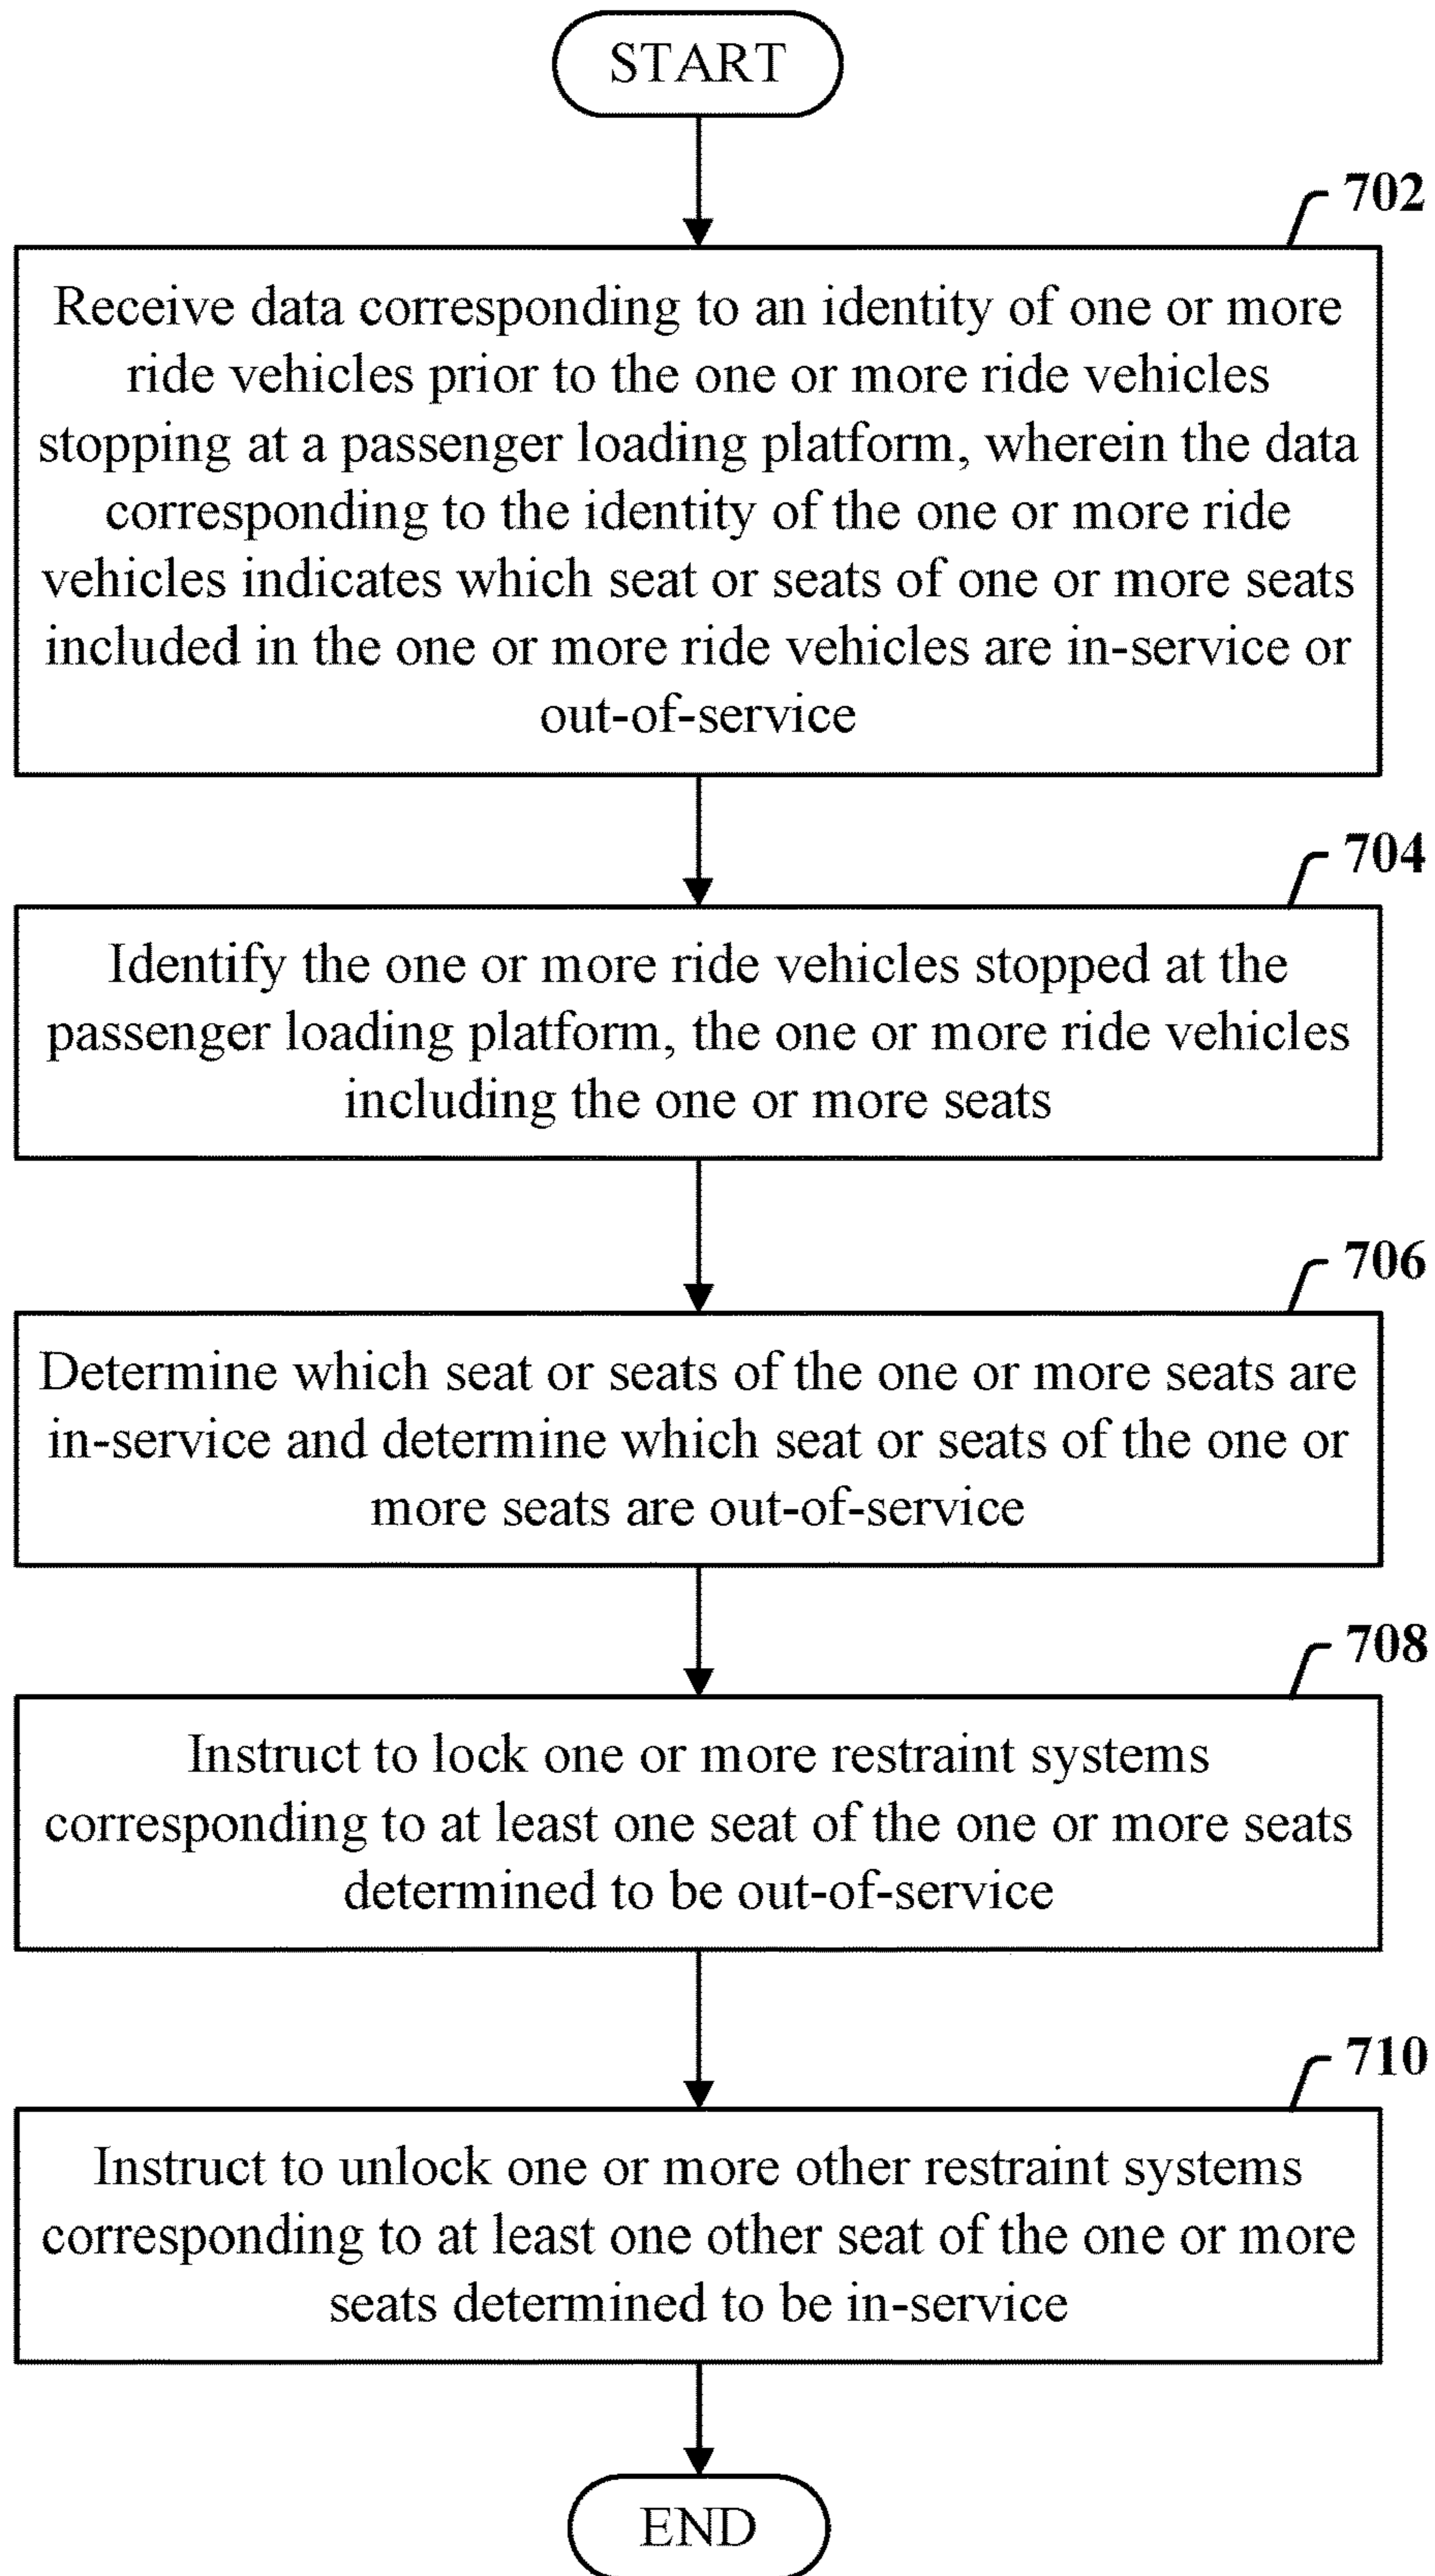 START
702
Receive data corresponding to an identity of one or more
ride vehicles prior to the one or more ride vehicles
stopping at a passenger loading platform, wherein the data
corresponding to the identity of the one or more ride
vehicles indicates which seat or seats of one or more seats
included in the one or more ride vehicles are in-service or
out-of-service
704
Identify the one or more ride vehicles stopped at the
passenger loading platform, the one or more ride vehicles
including the one or more seats
706
Determine which seat or seats of the one or more seats are
in-service and determine which seat or seats of the one or
more seats are out-of-service
708
Instruct to lock one or more restraint systems
corresponding to at least one seat of the one or more seats
determined to be out-of-service
710
Instruct to unlock one or more other restraint systems
corresponding to at least one other seat of the one or more
seats determined to be in-service
END